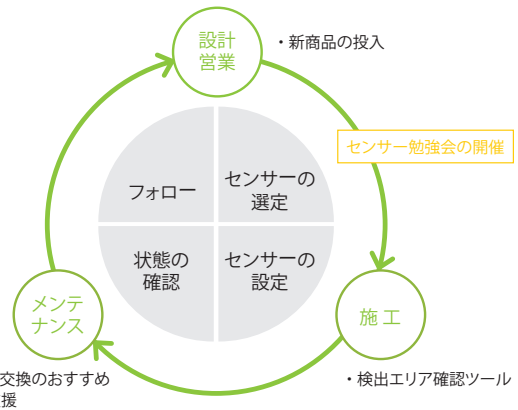 設計
営業
・新商品の投入
センサー勉強会の開催
フォロー
センサーの
選定
状態の
確認
センサーの
設定
メンテ
ナンス
施工
交換のおすすめ
援
・検出エリア確認ツール